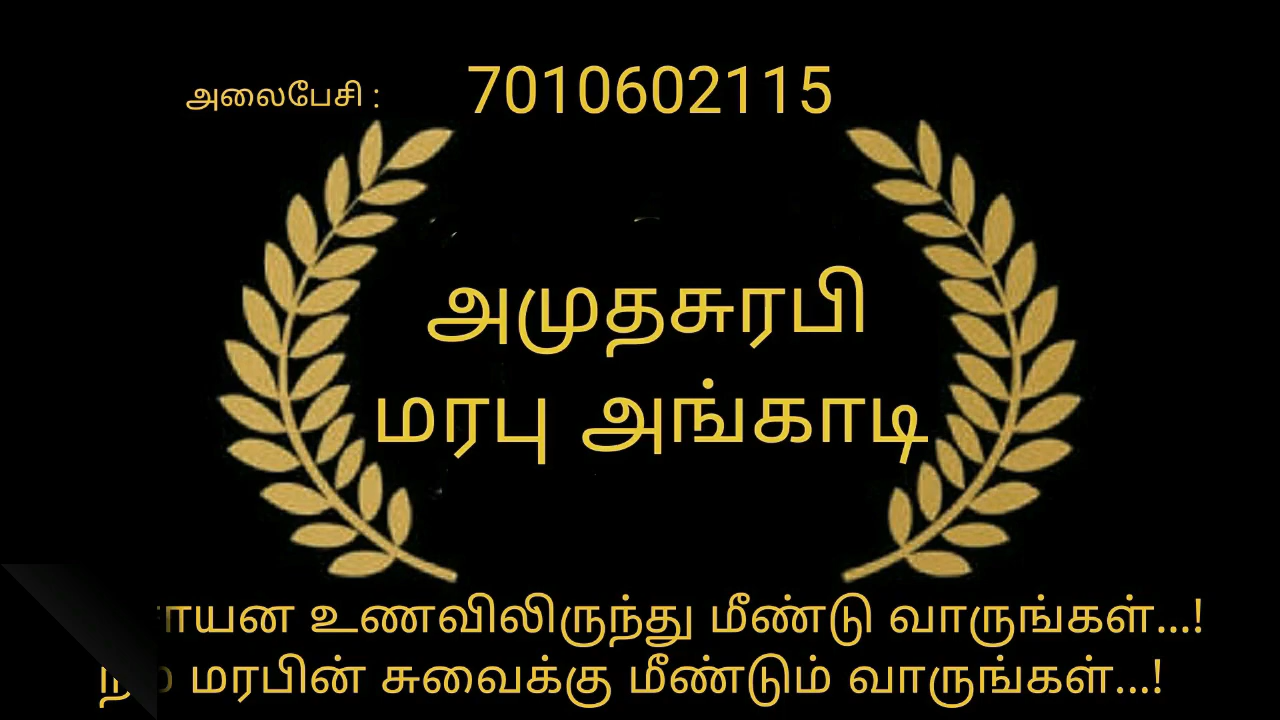 அலைபேசி : 7010602115
அமுதசுரபி
மரபு அங்காடி
உணவிலிருந்து மீண்டு வாருங்கள்...!
மரபின் சுவைக்கு மீண்டும் வாருங்கள்...!